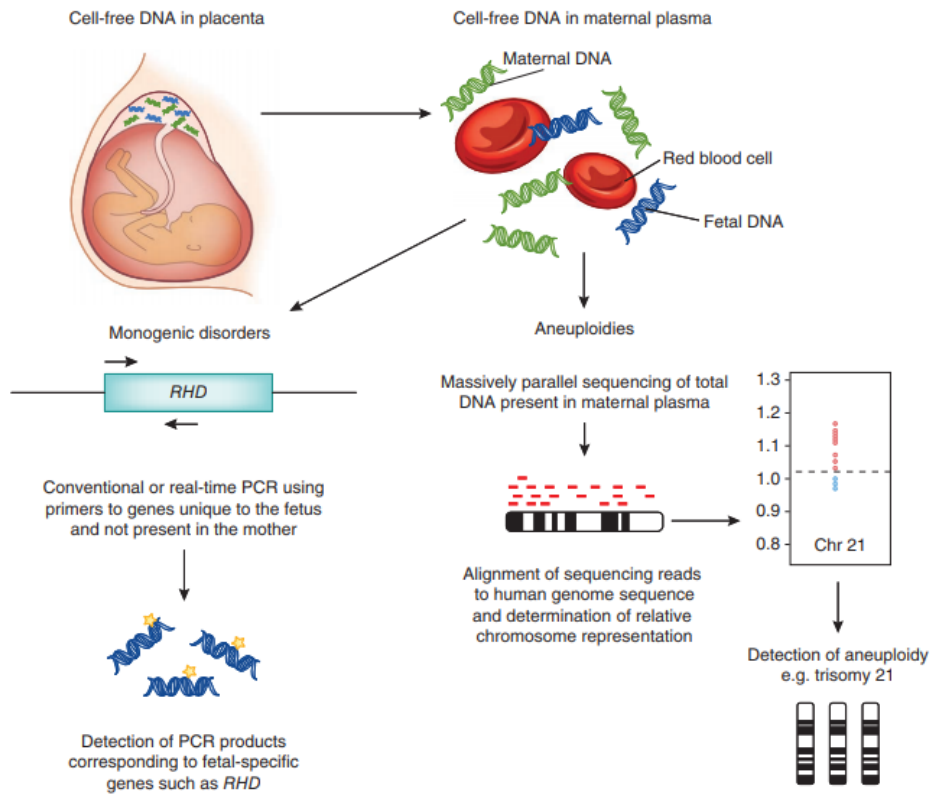 Cell-free DNA in placenta
Cell-free DNA in maternal plasma
Maternal DNA
Red blood cell
Fetal DNA
Monogenic disorders
RHD
Conventional or real-time PCR using
primers to genes unique to the fetus
and not present in the mother
Detection of PCR products
corresponding to fetal-specific
genes such as RHD
Aneuploidies
Massively parallel sequencing of total
DNA present in maternal plasma
Alignment of sequencing reads
to human genome sequence
and determination of relative
chromosome representation
1.3
1.2
1.1
1.0
0.9
0.8
Chr 21
Detection of aneuploidy
e.g. trisomy 21